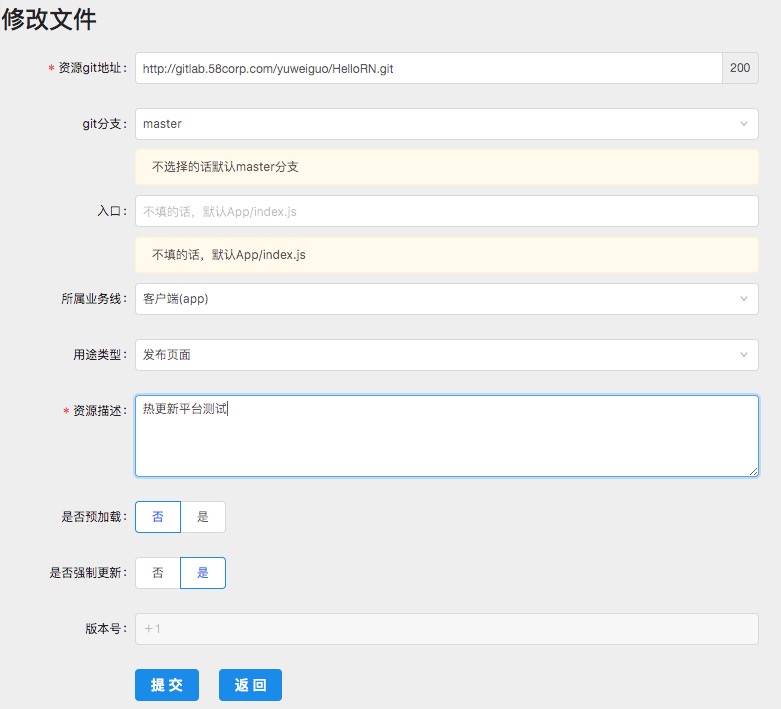 修改文件
* 资源git地址: http://gitlab.58corp.com/yuweiguo/HelloRN.git 200
git分支: master
不选择的话默认master分支
入口: 不填的话，默认App/index.js
不填的话，默认App/index.js
所属业务线: 客户端(app)
用途类型: 发布页面
* 资源描述: 热更新平台测试
是否预加载: 否 是
是否强制更新: 否 是
版本号: +1
提 交 返 回